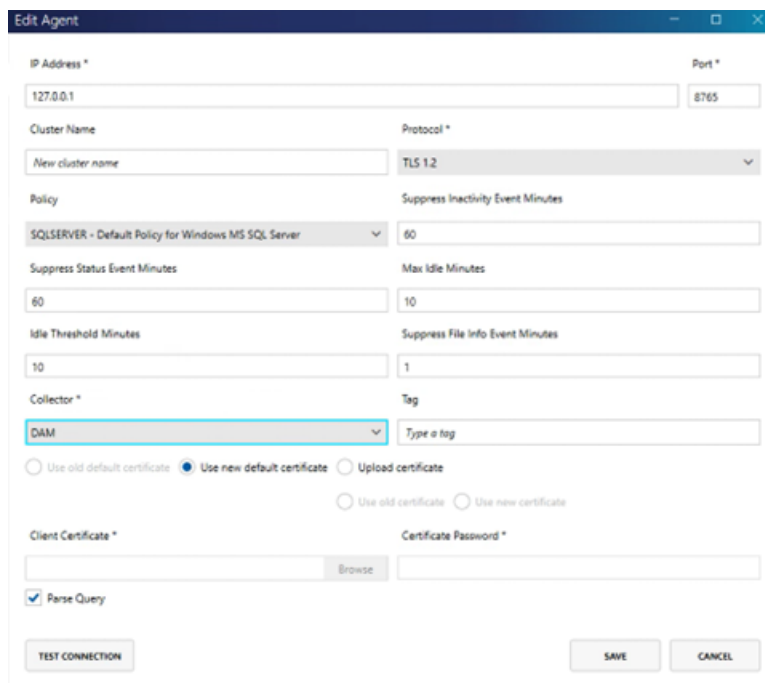 Edit Agent
IP Address * Port *
127.0.0.1 8765
Cluster Name Protocol *
New cluster name TLS 1.2
Policy Suppress Inactivity Event Minutes
SQLSERVER - Default Policy for Windows MS SQL Server 60
Suppress Status Event Minutes Max Idle Minutes
60 10
Idle Threshold Minutes Suppress File Info Event Minutes
10 1
Collector * Tag
DAM Type a tag
Use old default certificate Use new default certificate Upload certificate
Use old certificate Use new certificate
Client Certificate * Certificate Password *
Browse
Parse Query
TEST CONNECTION SAVE CANCEL